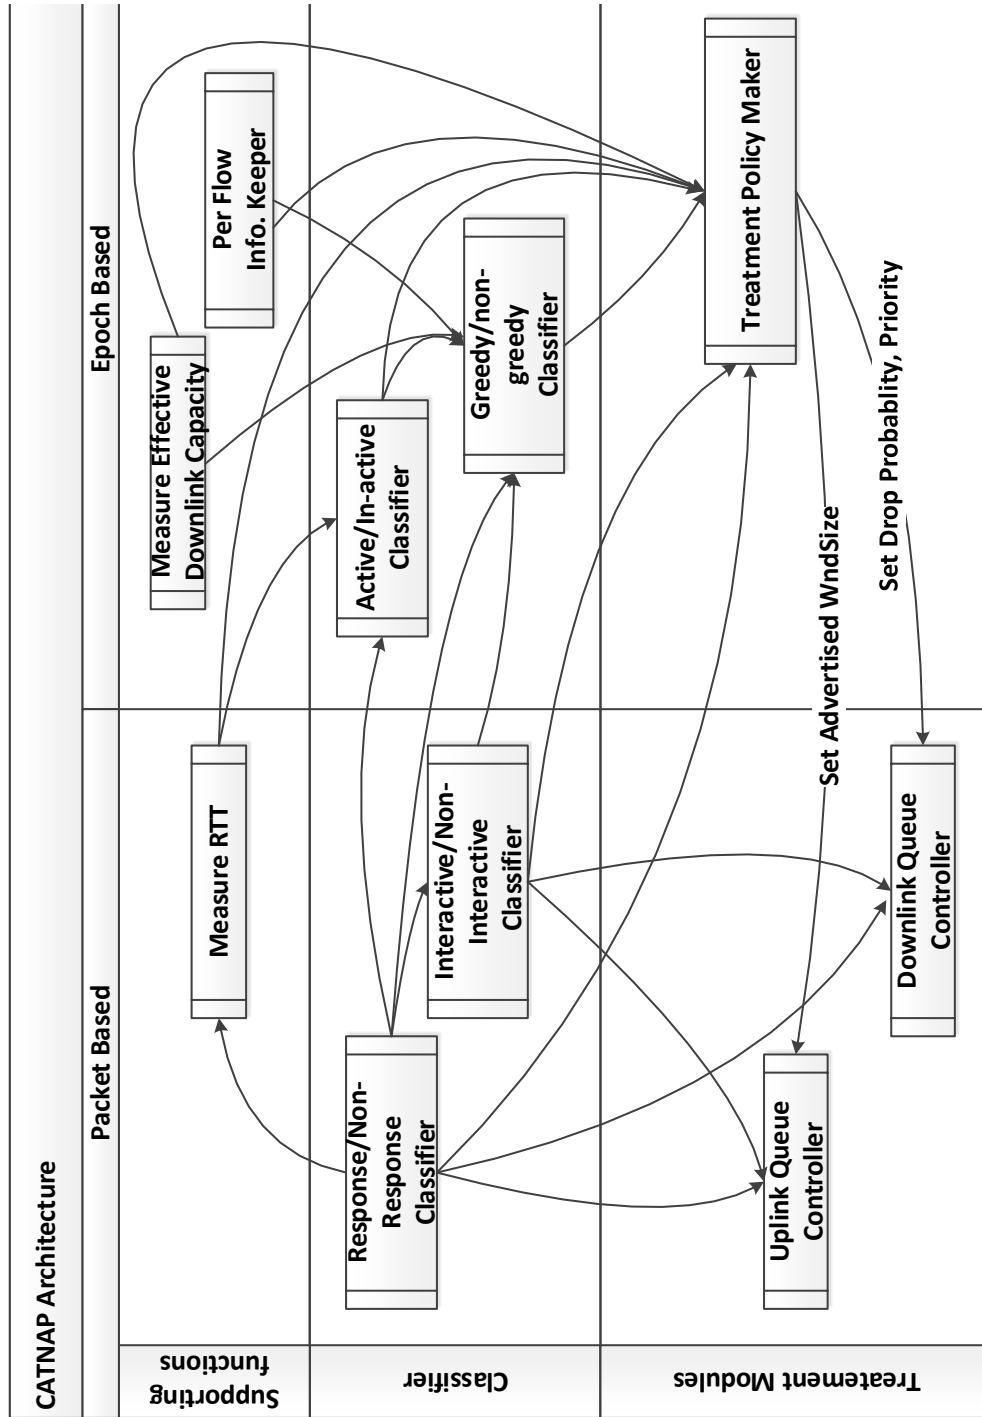 CATNAP Architecture
Packet Based
Epoch Based
Supporting
functions
Measure RTT
Measure Effective
Downlink Capacity
Per Flow
Info. Keeper
Classifier
Response/Non-
Response
Classifier
Interactive/Non-
Interactive
Classifier
Active/In-active
Classifier
Greedy/non-
greedy
Classifier
Treatement Modules
Uplink Queue
Controller
Downlink Queue
Controller
Set Advertised WndSize
Set Drop Probablity, Priority
Treatment Policy Maker